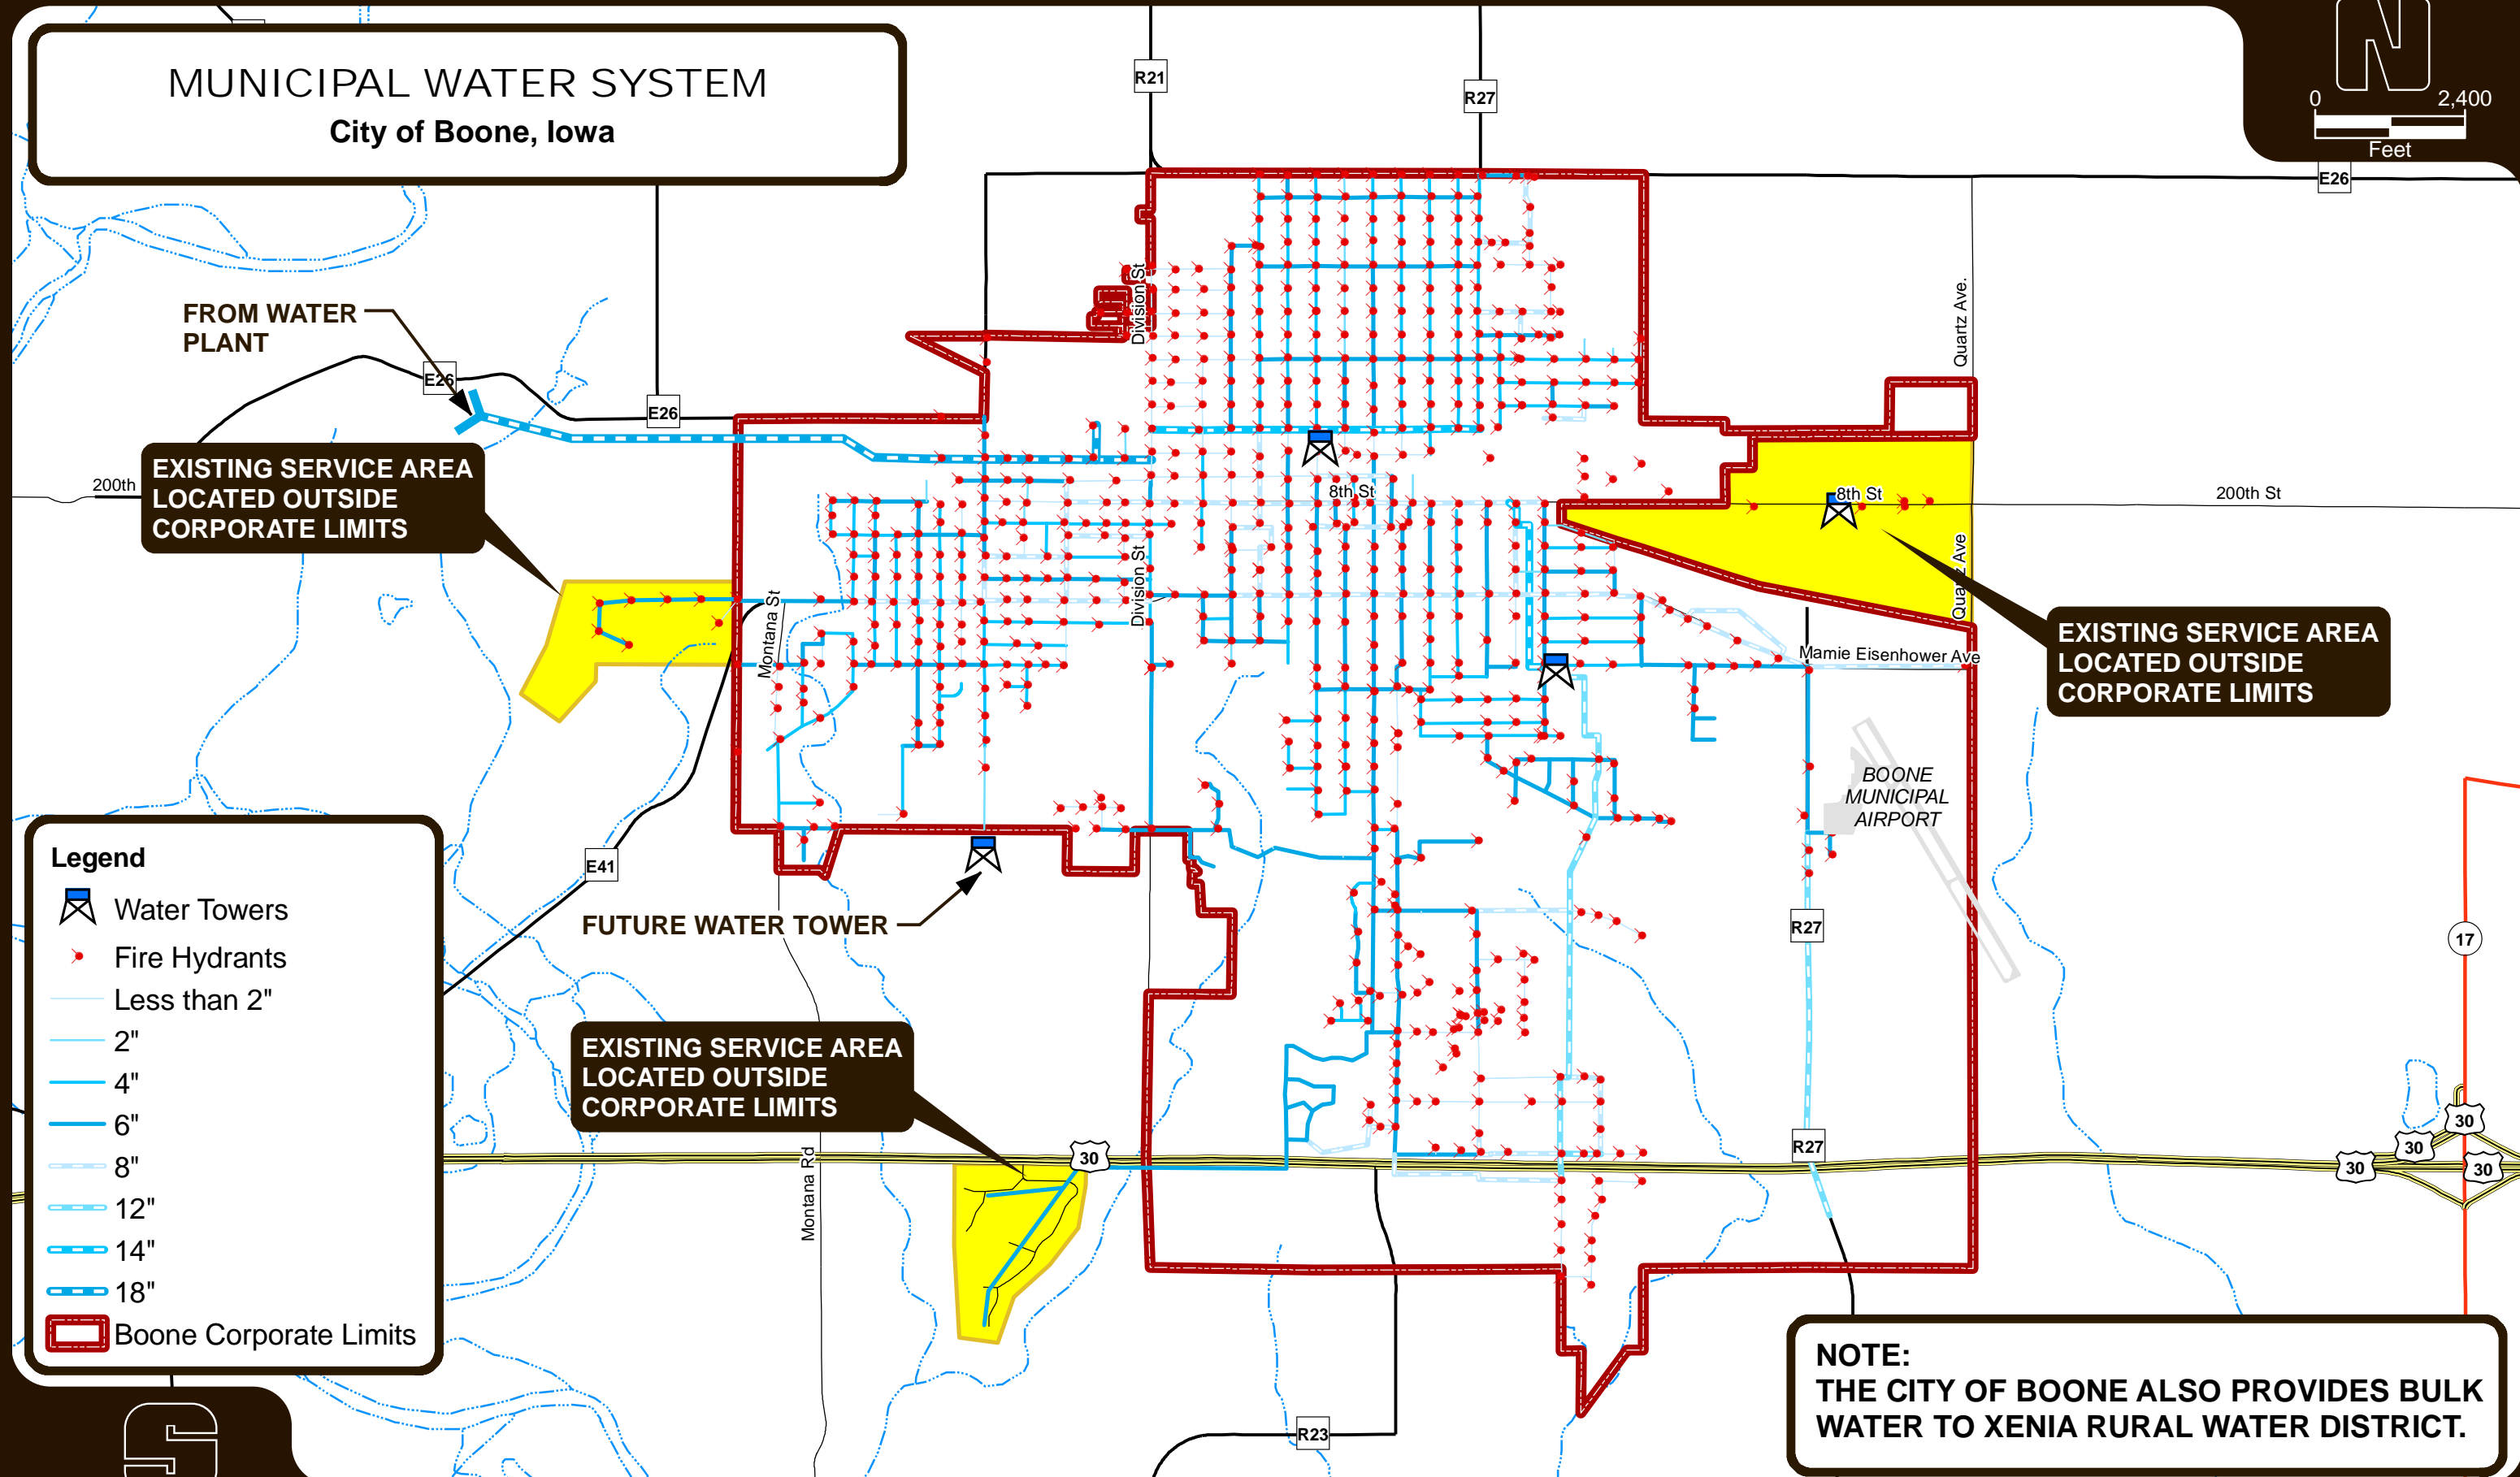 MUNICIPAL WATER SYSTEM
City of Boone, Iowa
N
0 2,400
Feet
R21
R27
E26
FROM WATER
PLANT
E26
E26
Division St
Quartz Ave.
EXISTING SERVICE AREA
LOCATED OUTSIDE
CORPORATE LIMITS
200th
8th St
8th St
200th St
Montana St
Division St
Quartz Ave
Mamie Eisenhower Ave
EXISTING SERVICE AREA
LOCATED OUTSIDE
CORPORATE LIMITS
BOONE
MUNICIPAL
AIRPORT
E41
FUTURE WATER TOWER
R27
17
EXISTING SERVICE AREA
LOCATED OUTSIDE
CORPORATE LIMITS
Montana Rd
30
R27
30
30
30
30
R23
Legend
Water Towers
Fire Hydrants
Less than 2"
2"
4"
6"
8"
12"
14"
18"
Boone Corporate Limits
NOTE:
THE CITY OF BOONE ALSO PROVIDES BULK
WATER TO XENIA RURAL WATER DISTRICT.
S